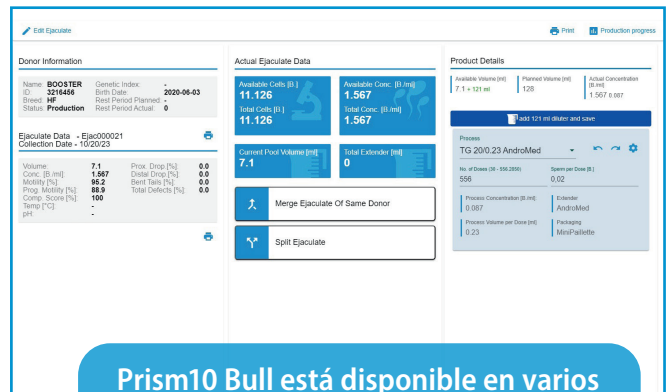 Edit Ejaculate
Print
Production progress
Donor Information
Name: BOOSTER
ID 3216456
Breed: HF
Status: Production
Genetic Index: -
Birth Date: 2020-06-03
Rest Period Planned: -
Rest Period Actual: 0
Ejaculate Data - Ejac000021
Collection Date - 10/20/23
Volume: 7.1
Conc. [B./ml]: 1.567
Motility [%]: 95.2
Prog. Motility [%]: 88.9
Comp. Score [%]: 100
Temp [°C]: -
pH: -
Prox. Drop [%]: 0.0
Distal Drop [%]: 0.0
Bent Tails [%]: 0.0
Total Defects [%]: 0.0
Actual Ejaculate Data
Available Cells [B.]
11.126
Total Cells [B.]
11.126
Available Conc. [B./ml]
1.567
Total Conc. [B./ml]
1.567
Current Pool Volume [ml]
7.1
Total Extender [ml]
0
Merge Ejaculate Of Same Donor
Split Ejaculate
Product Details
Available Volume [ml]
7.1 + 121 ml
Planned Volume [ml]
128
Actual Concentration [B./ml]
1.567 0.087
add 121 ml diluter and save
Process
TG 20/0.23 AndroMed
No. of Doses (30 - 556.2850)
556
Sperm per Dose [B.]
0,02
Process Concentration [B./ml]
0.087
Extender
AndroMed
Process Volume per Dose [ml]
0.23
Packaging
MiniPaillette
Prism10 Bull está disponible en varios